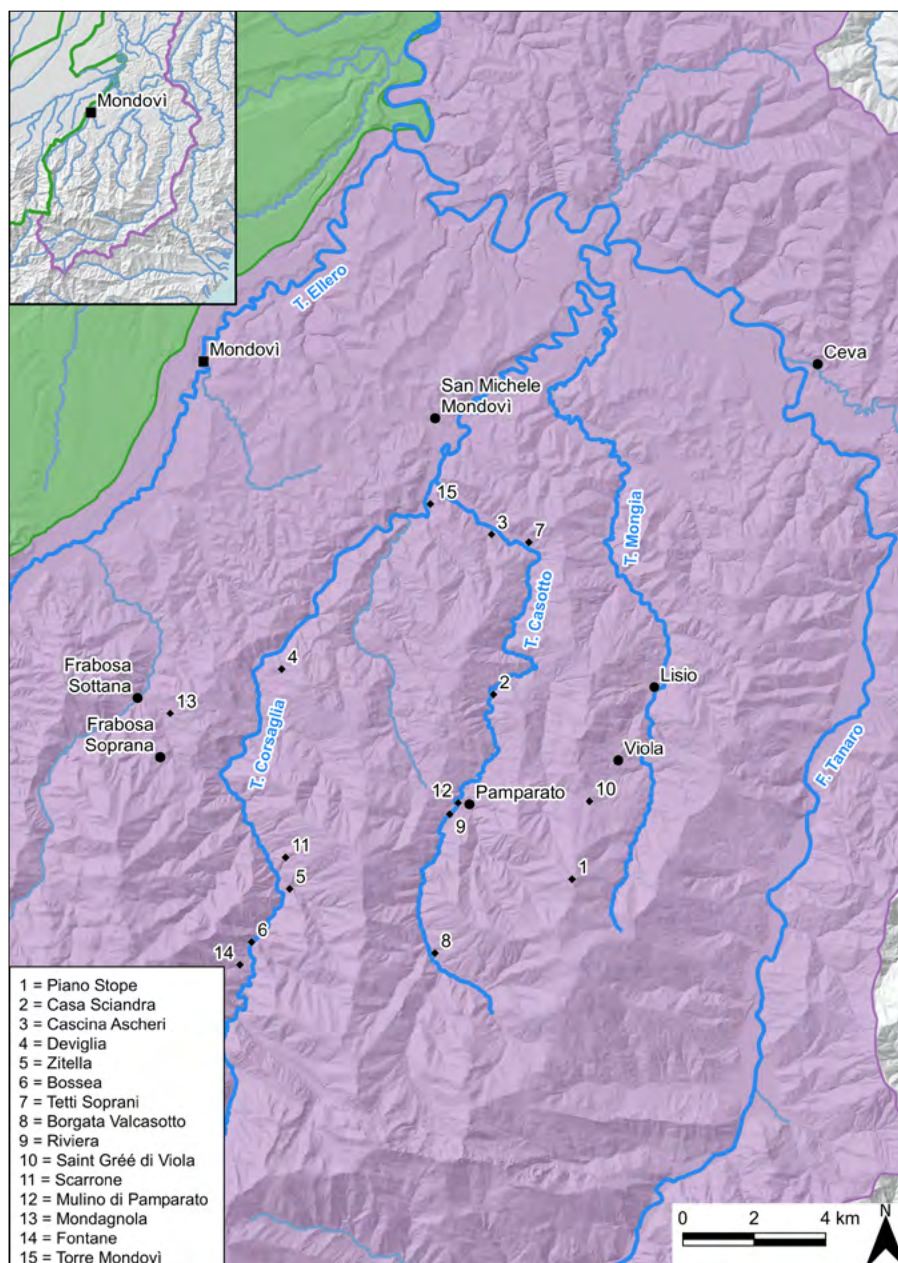 Mondovì
T. Ellero
Mondovì
Ceva
San Michele
Mondovì
15
3
7
T. Mongia
T. Casotto
4
Frabosa
Sottana
13
2
Lisio
Frabosa
Soprana
T. Corsaglia
Viola
F. Tanaro
12
Pamparato
10
9
11
1
5
6
8
14
1 = Piano Stope
2 = Casa Sciandra
3 = Cascina Ascheri
4 = Deviglia
5 = Zitella
6 = Bossea
7 = Tetti Soprani
8 = Borgata Valcasotto
9 = Riviera
10 = Saint Gréé di Viola
11 = Scarrone
12 = Mulino di Pamparato
13 = Mondagnola
14 = Fontane
15 = Torre Mondovì
0 2 4 km
N